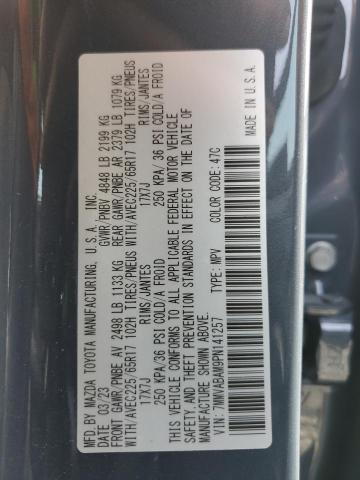 MFD.BY MAZDA TOYOTA MANUFACTURING, U.S.A., INC.
DATE: 03/23 GVWR/PNBV 4848 LB 2199 KG
FRONT GAWR/PNBE AV 2498 LB 1133 KG REAR GAWR/PNBE AR 2379 LB 1079 KG
WITH/AVEC225/65R17 102H TIRES/PNEUS WITH/AVEC225/65R17 102H TIRES/PNEUS
17X7J RIMS/JANTES 17X7J RIMS/JANTES
250 KPA/36 PSI COLD/A FROID 250 KPA/ 36 PSI COLD/A FROID
THIS VEHICLE CONFORMS TO ALL APPLICABLE FEDERAL MOTOR VEHICLE
SAFETY AND THEFT PREVENTION STANDARDS IN EFFECT ON THE DATE OF
MANUFACTURE SHOWN ABOVE.
VIN: 7MMVABAM9PN141257 TYPE: MPV COLOR CODE: 47C
MADE IN U.S.A.